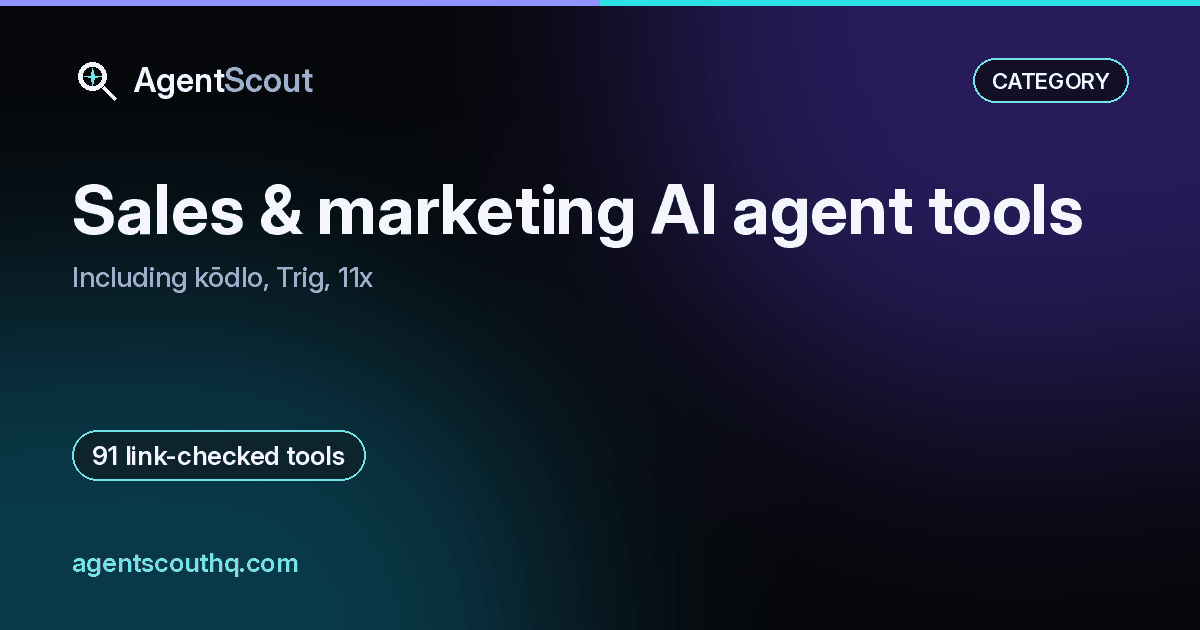 AgentScout
CATEGORY
Sales & marketing AI agent tools
Including kōdlo, Trig, 11x
91 link-checked tools
agentscouthq.com